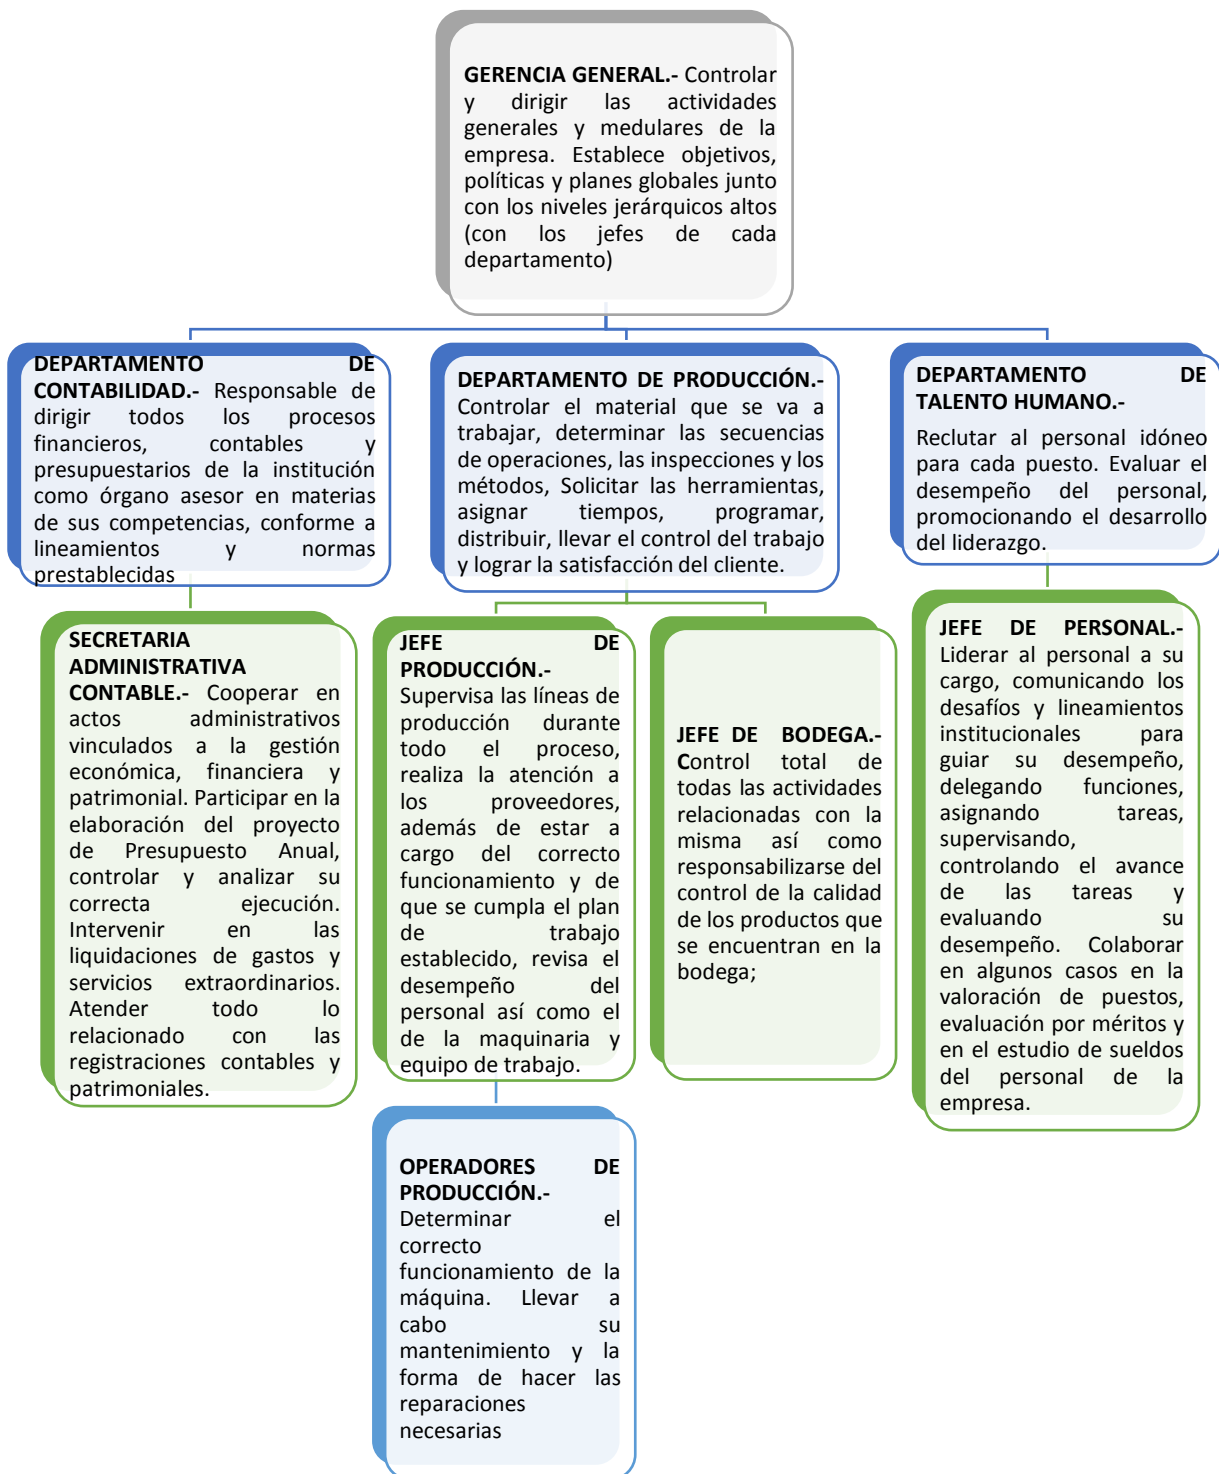 GERENCIA GENERAL.- Controlar
y dirigir las actividades
generales y medulares de la
empresa. Establece objetivos,
políticas y planes globales junto
con los niveles jerárquicos altos
(con los jefes de cada
departamento)
DEPARTAMENTO DE
CONTABILIDAD.- Responsable de
dirigir todos los procesos
financieros, contables y
presupuestarios de la institución
como órgano asesor en materias
de sus competencias, conforme a
lineamientos y normas
prestablecidas
DEPARTAMENTO DE PRODUCCIÓN.-
Controlar el material que se va a
trabajar, determinar las secuencias
de operaciones, las inspecciones y los
métodos, Solicitar las herramientas,
asignar tiempos, programar,
distribuir, llevar el control del trabajo
y lograr la satisfacción del cliente.
DEPARTAMENTO DE
TALENTO HUMANO.-
Reclutar al personal idóneo
para cada puesto. Evaluar el
desempeño del personal,
promocionando el desarrollo
del liderazgo.
SECRETARIA
ADMINISTRATIVA
CONTABLE.- Cooperar en
actos administrativos
vinculados a la gestión
económica, financiera y
patrimonial. Participar en la
elaboración del proyecto
de Presupuesto Anual,
controlar y analizar su
correcta ejecución.
Intervenir en las
liquidaciones de gastos y
servicios extraordinarios.
Atender todo lo
relacionado con las
registraciones contables y
patrimoniales.
JEFE DE
PRODUCCIÓN.-
Supervisa las líneas de
producción durante
todo el proceso,
realiza la atención a
los proveedores,
además de estar a
cargo del correcto
funcionamiento y de
que se cumpla el plan
de trabajo
establecido, revisa el
desempeño del
personal así como el
de la maquinaria y
equipo de trabajo.
JEFE DE BODEGA.-
Control total de
todas las actividades
relacionadas con la
misma así como
responsabilizarse del
control de la calidad
de los productos que
se encuentran en la
bodega;
JEFE DE PERSONAL.-
Liderar al personal a su
cargo, comunicando los
desafíos y lineamientos
institucionales para
guiar su desempeño,
delegando funciones,
asignando tareas,
supervisando,
controlando el avance
de las tareas y
evaluando su
desempeño. Colaborar
en algunos casos en la
valoración de puestos,
evaluación por méritos y
en el estudio de sueldos
del personal de la
empresa.
OPERADORES DE
PRODUCCIÓN.-
Determinar el
correcto
funcionamiento de la
máquina. Llevar a
cabo su
mantenimiento y la
forma de hacer las
reparaciones
necesarias